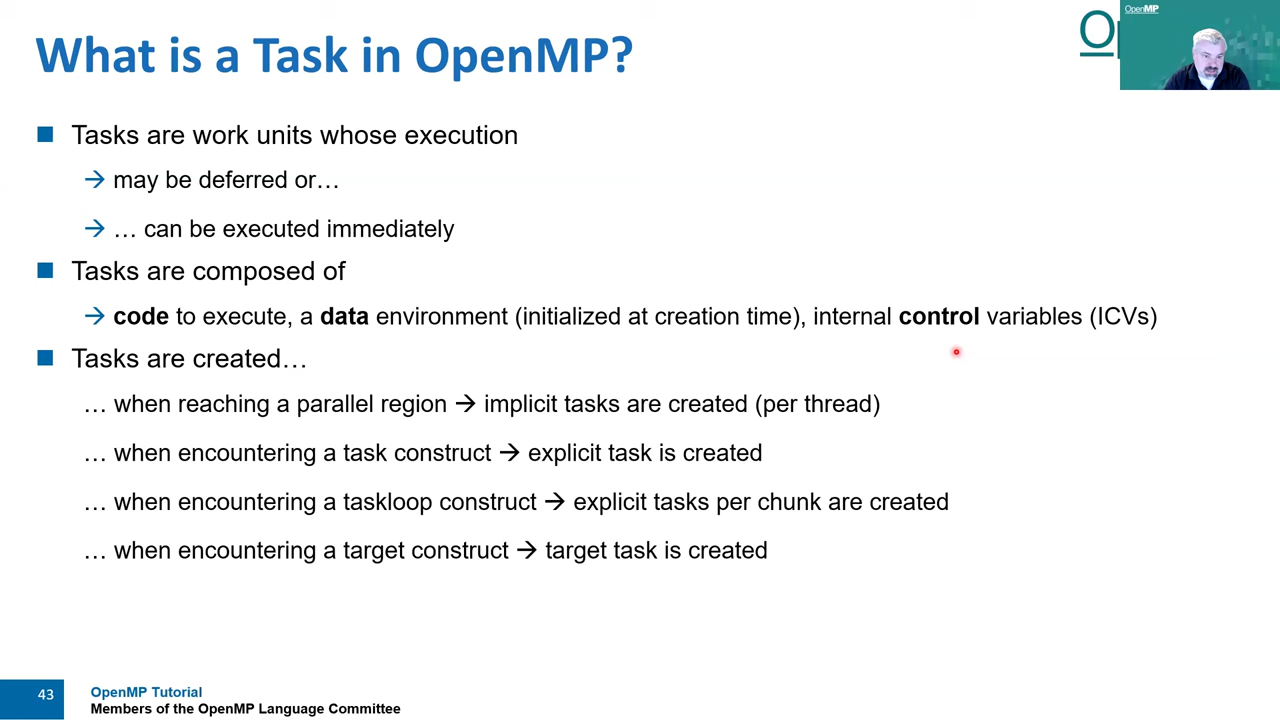 What is a Task in OpenMP?
O
OpenMP
■ Tasks are work units whose execution
→ may be deferred or…
→ … can be executed immediately
■ Tasks are composed of
→ code to execute, a data environment (initialized at creation time), internal control variables (ICVs)
■ Tasks are created…
… when reaching a parallel region → implicit tasks are created (per thread)
… when encountering a task construct → explicit task is created
… when encountering a taskloop construct → explicit tasks per chunk are created
… when encountering a target construct → target task is created
43
OpenMP Tutorial
Members of the OpenMP Language Committee